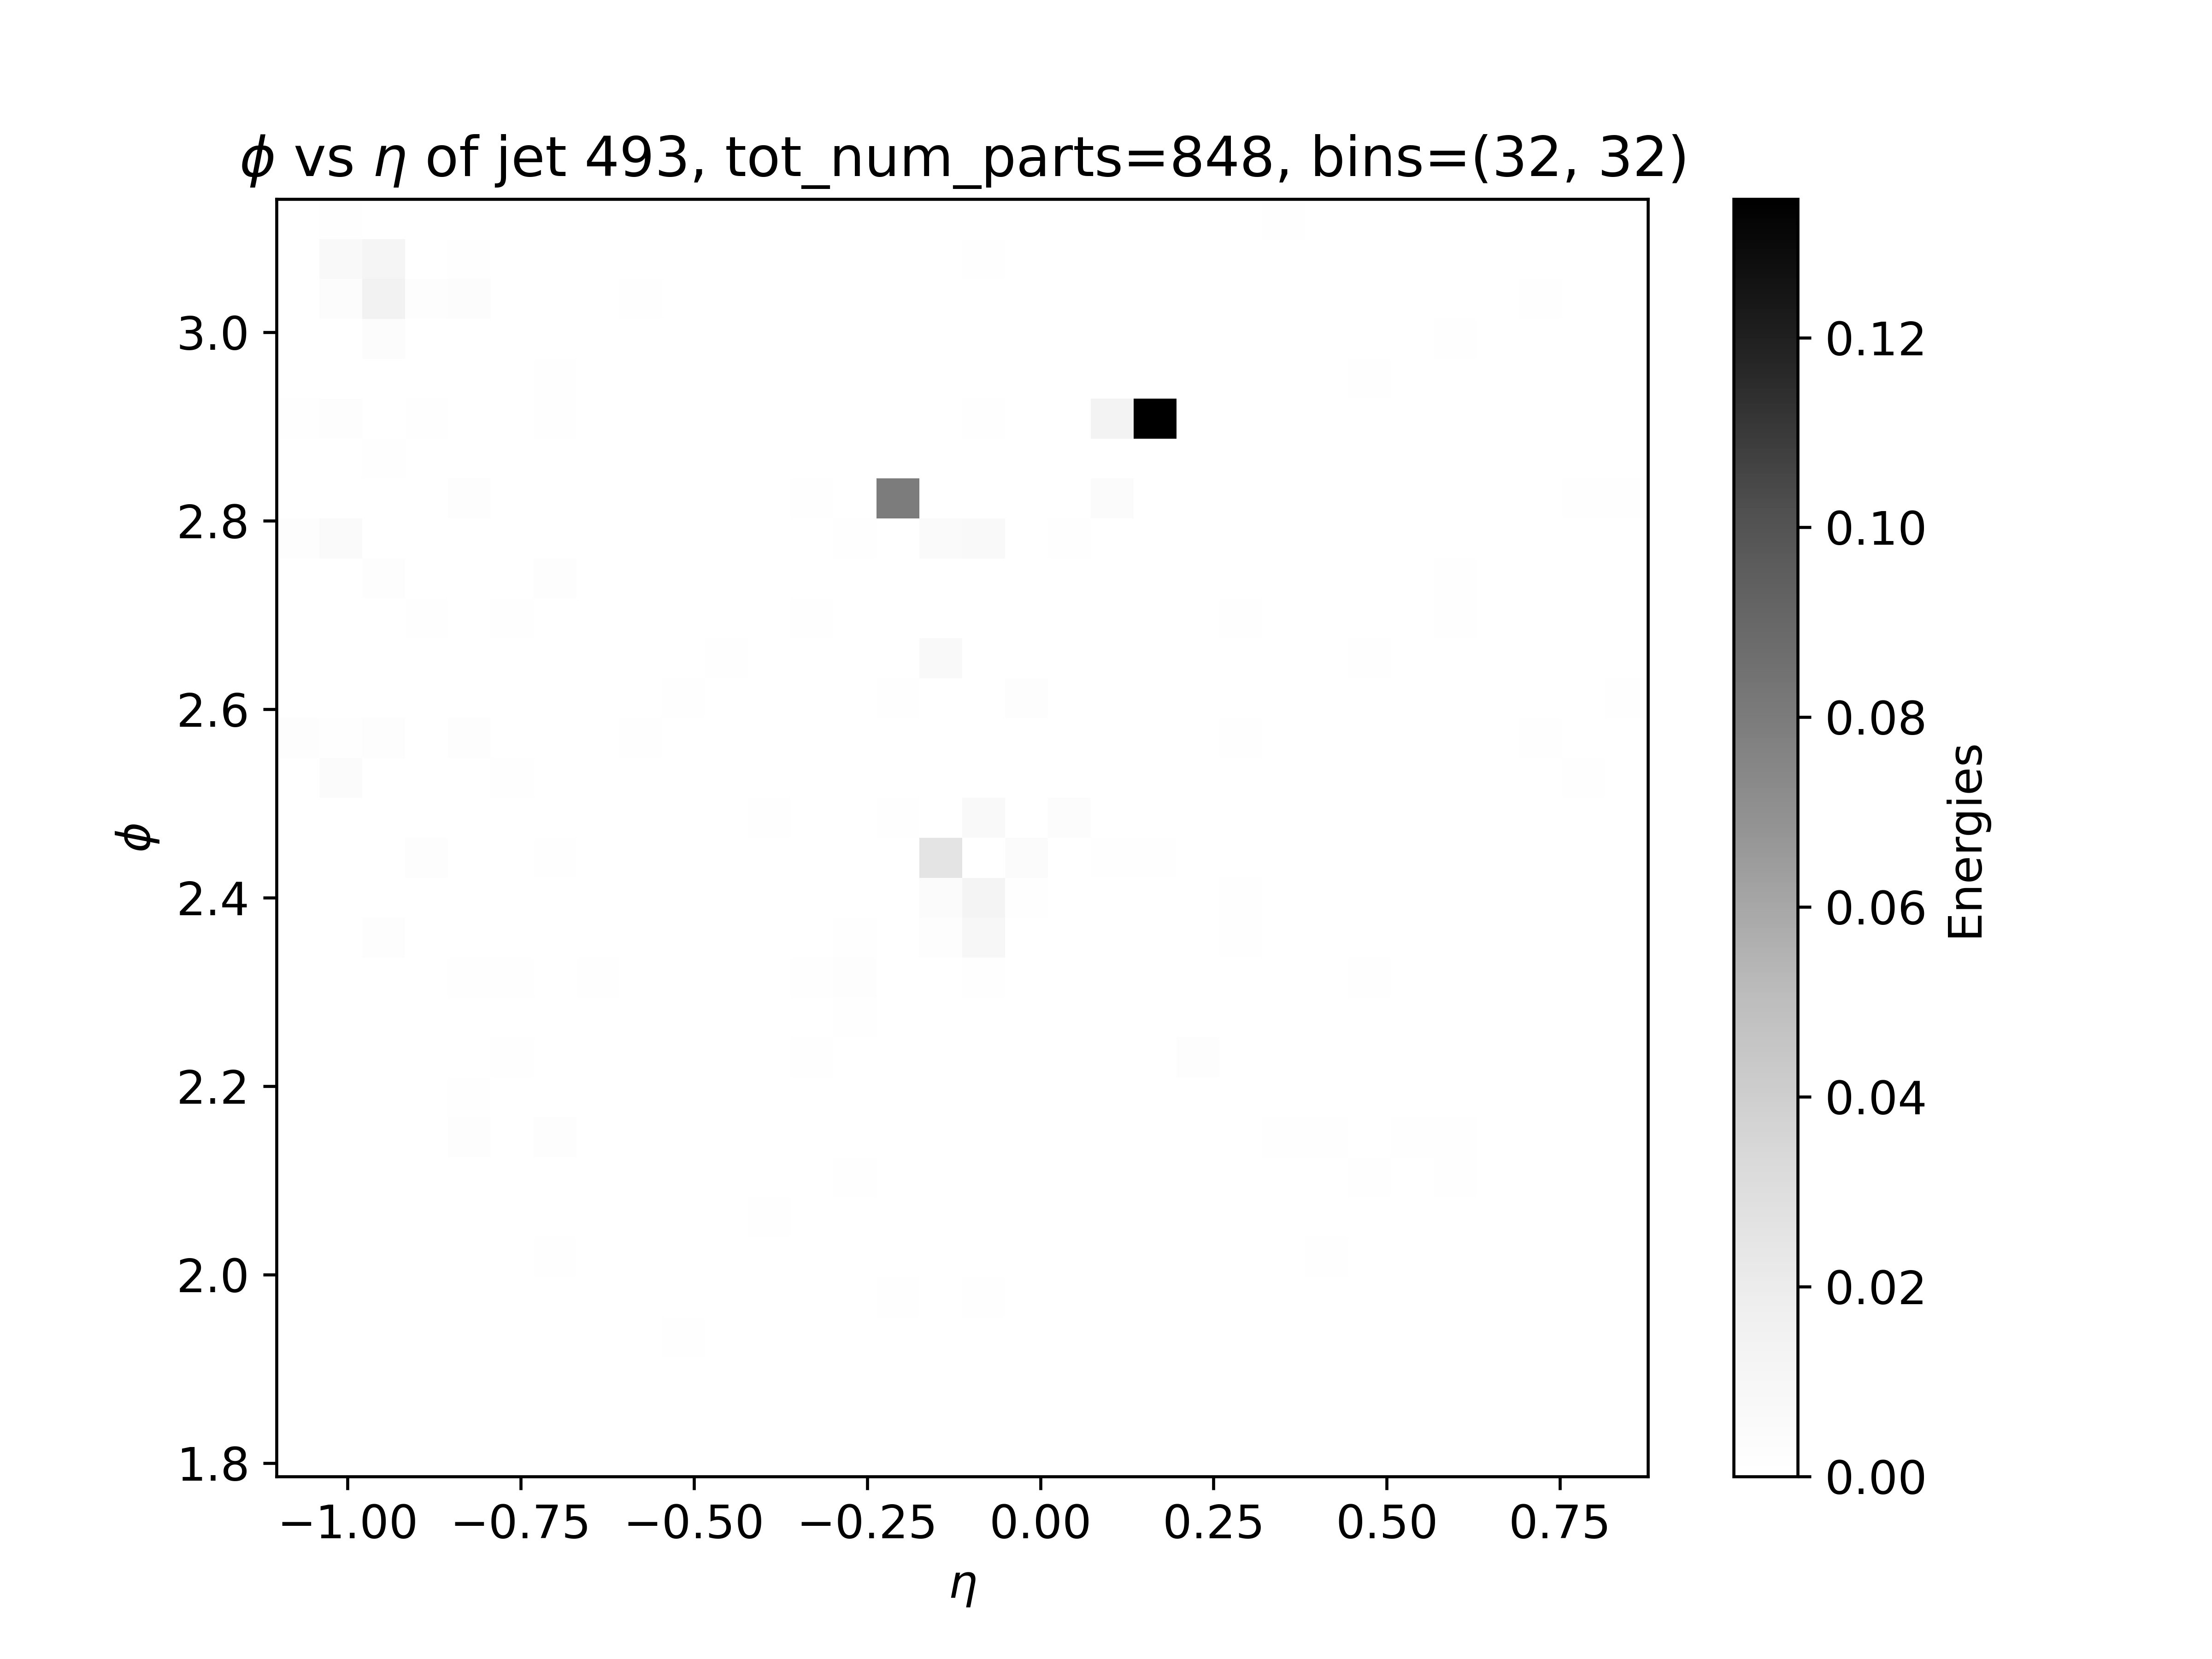 ϕ vs η of jet 493, tot_num_parts=848, bins=(32, 32)
3.0
2.8
2.6
2.4
2.2
2.0
1.8
ϕ
−1.00 −0.75 −0.50 −0.25 0.00 0.25 0.50 0.75
η
0.12
0.10
0.08
0.06
0.04
0.02
0.00
Energies